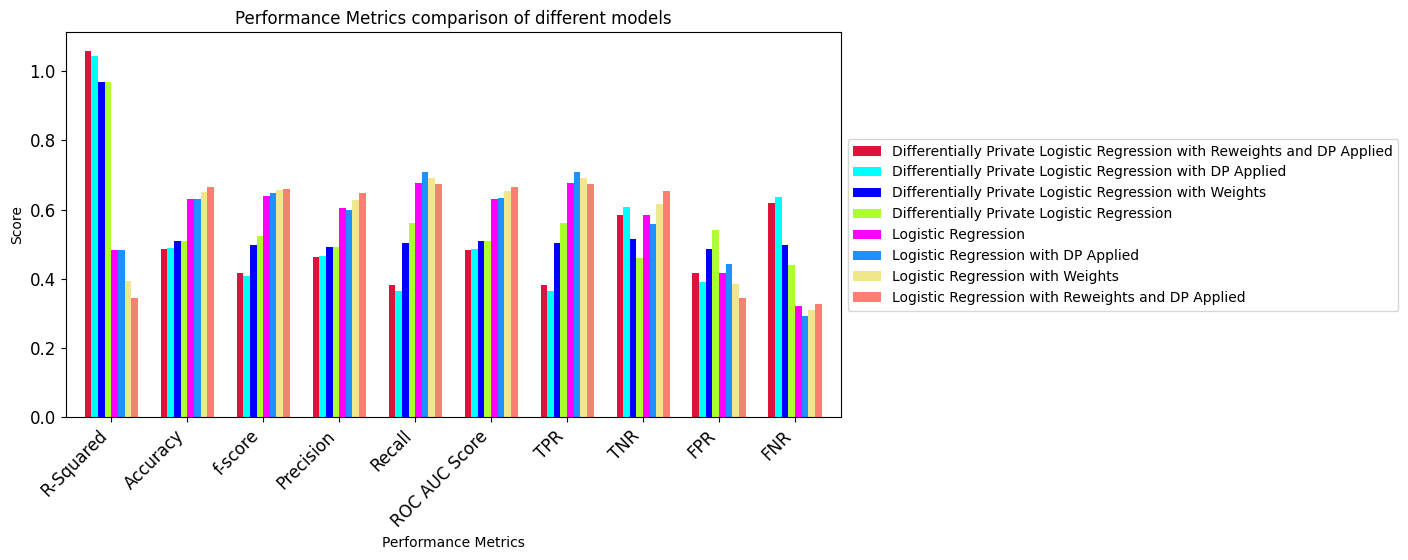 Performance Metrics comparison of different models
Score
1.0
0.8
0.6
0.4
0.2
0.0
R-Squared
Accuracy
f-score
Precision
Recall
ROC AUC Score
TPR
TNR
FPR
FNR
Performance Metrics
Differentially Private Logistic Regression with Reweights and DP Applied
Differentially Private Logistic Regression with DP Applied
Differentially Private Logistic Regression with Weights
Differentially Private Logistic Regression
Logistic Regression
Logistic Regression with DP Applied
Logistic Regression with Weights
Logistic Regression with Reweights and DP Applied